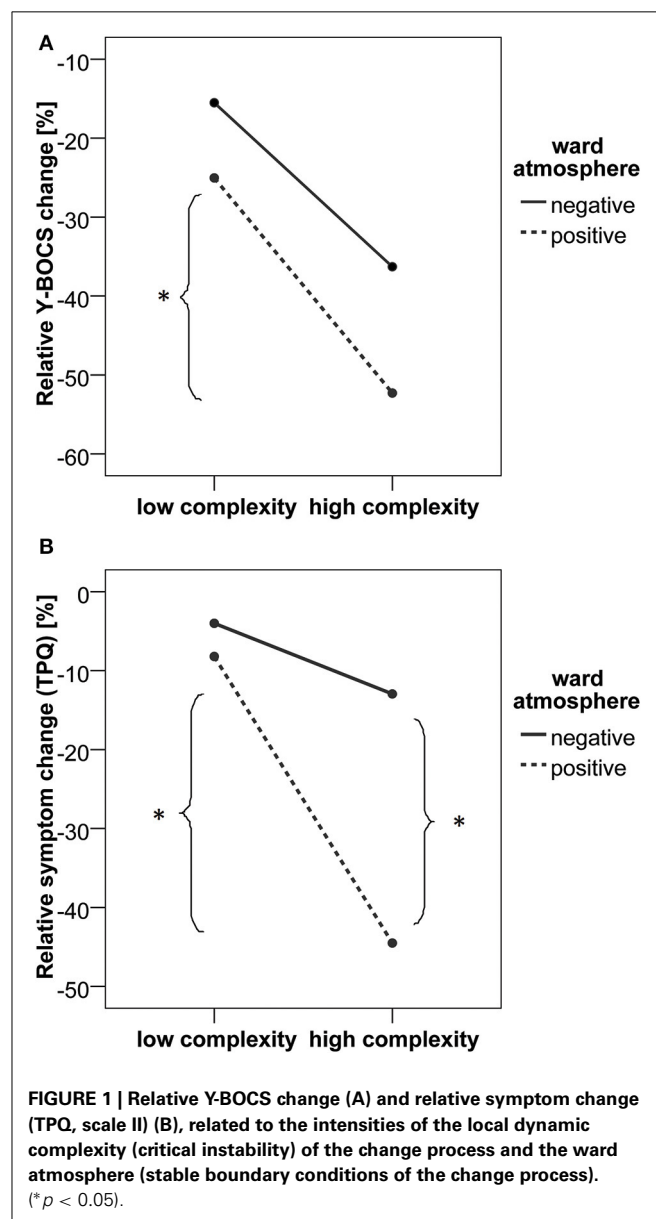 A
Relative Y-BOCS change [%]
-10
-20
-30
-40
-50
-60
*
low complexity high complexity
ward
atmosphere
negative
positive
B
Relative symptom change (TPQ) [%]
0
-10
-20
-30
-40
-50
*
*
low complexity high complexity
ward
atmosphere
negative
positive
FIGURE 1 | Relative Y-BOCS change (A) and relative symptom change
(TPQ, scale II) (B), related to the intensities of the local dynamic
complexity (critical instability) of the change process and the ward
atmosphere (stable boundary conditions of the change process).
(*p < 0.05).